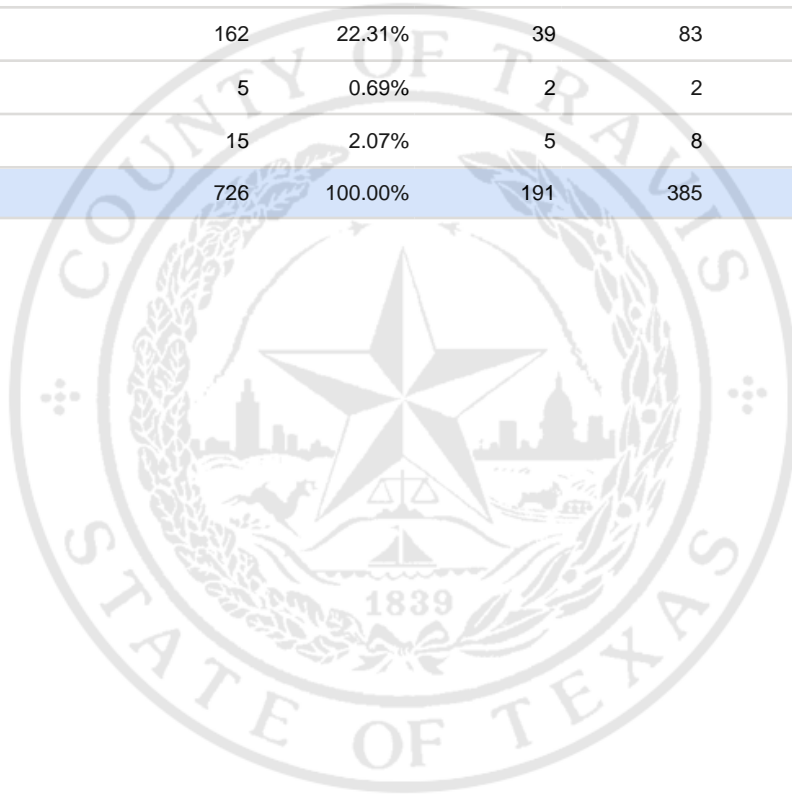 162 22.31% 39 83
5 0.69% 2 2
15 2.07% 5 8
726 100.00% 191 385
COUNTY OF TRAVIS
1839
STATE OF TEXAS